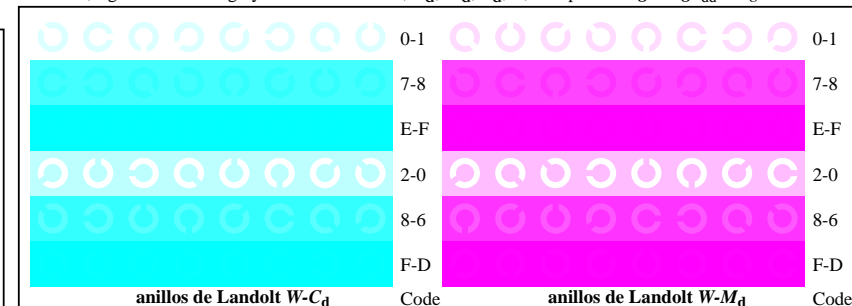 0-1
7-8
E-F
2-0
8-6
F-D
anillos de Landolt W-Cd Code
0-1
7-8
E-F
2-0
8-6
F-D
anillos de Landolt W-Md Code